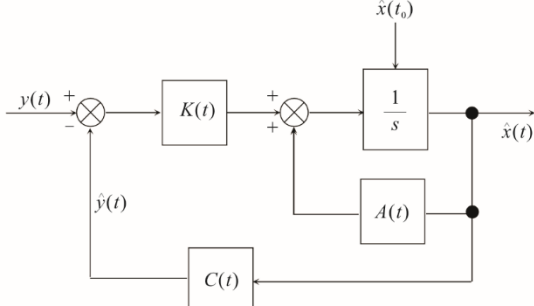 x̂(t₀)
y(t)
+
−
K(t)
+
+
1
s
x̂(t)
ŷ(t)
A(t)
C(t)